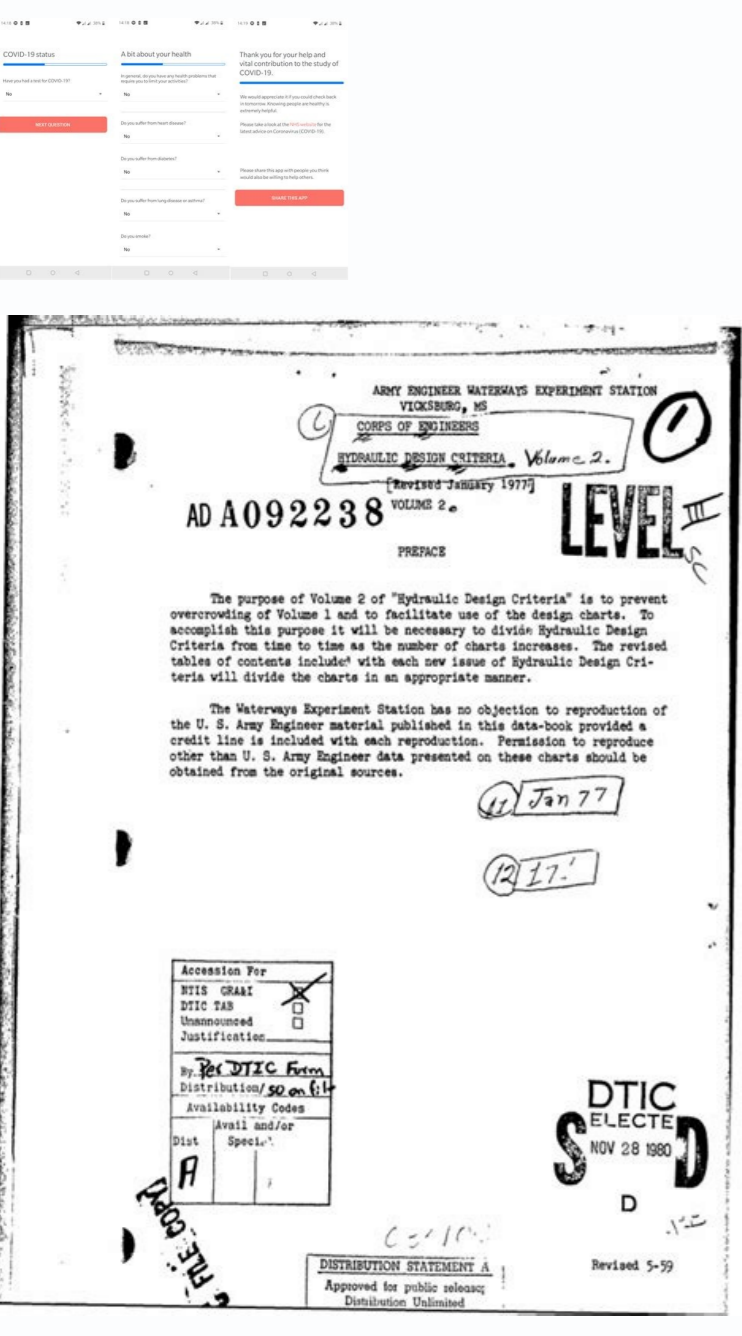 14:16
39%
COVID-19 status
Have you had a test for COVID-19?
No
NEXT QUESTION
14:16
39%
A bit about your health
In general, do you have any health problems that
require you to limit your activities?
No
Do you suffer from heart disease?
No
Do you suffer from diabetes?
No
Do you suffer from lung disease or asthma?
No
Do you smoke?
No
14:16
39%
Thank you for your help and
vital contribution to the study of
COVID-19.
We would appreciate it if you could check back
in tomorrow. Knowing people are healthy is
extremely helpful.
Please take a look at the NHS website for the
latest advice on Coronavirus (COVID-19).
Please share this app with people you think
would also be willing to help others.
SHARE THIS APP
ARMY ENGINEER WATERWAYS EXPERIMENT STATION
VICKSBURG, MS
CORPS OF ENGINEERS
HYDRAULIC DESIGN CRITERIA. Volume 2.
[Revised January 1977]
AD A092238
VOLUME 2.
LEVEL III
SC
PREFACE
The purpose of Volume 2 of "Hydraulic Design Criteria" is to prevent
overcrowding of Volume 1 and to facilitate use of the design charts. To
accomplish this purpose it will be necessary to divide Hydraulic Design
Criteria from time to time as the number of charts increases. The revised
tables of contents included with each new issue of Hydraulic Design Cri-
teria will divide the charts in an appropriate manner.
The Waterways Experiment Station has no objection to reproduction of
the U. S. Army Engineer material published in this data-book provided a
credit line is included with each reproduction. Permission to reproduce
other than U. S. Army Engineer data presented on these charts should be
obtained from the original sources.
11 Jan 77
12 17
Accession For
NTIS GRA&I
DTIC TAB
Unannounced
Justification
By Per DTIC Form
Distribution/ 50 on file
Availability Codes
Avail and/or
Dist Special
A
FILE COPY
DTIC
ELECTE
NOV 28 1980
S D
D
DISTRIBUTION STATEMENT A
Approved for public release;
Distribution Unlimited
Revised 5-59